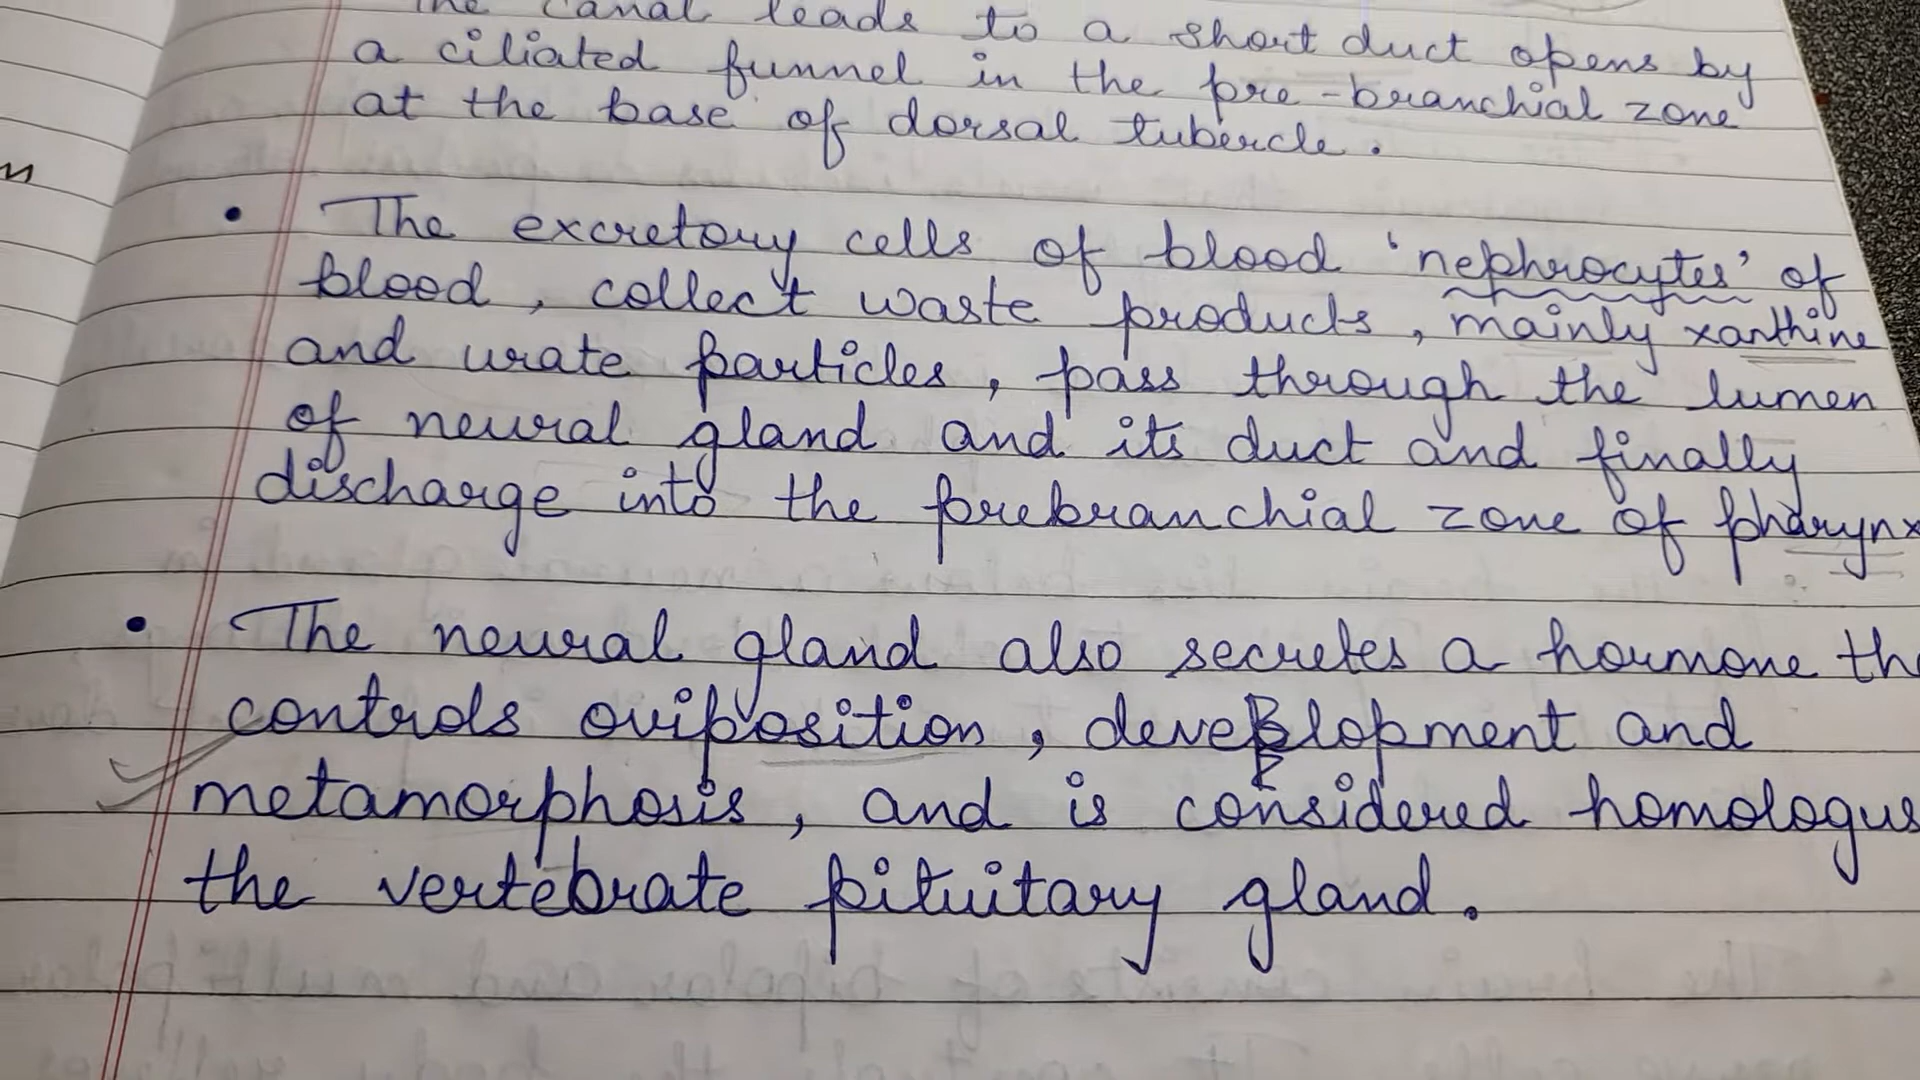 The canal leads to a short duct opens by
a ciliated funnel in the pre-branchial zone
at the base of dorsal tubercle.
• The excretory cells of blood 'nephrocytes' of
blood, collect waste products, mainly xanthine
and urate particles, pass through the lumen
of neural gland and its duct and finally
discharge into the prebranchial zone of pharynx
• The neural gland also secretes a hormone th
controls oviposition, development and
metamorphosis, and is considered homologus
the vertebrate pituitary gland.